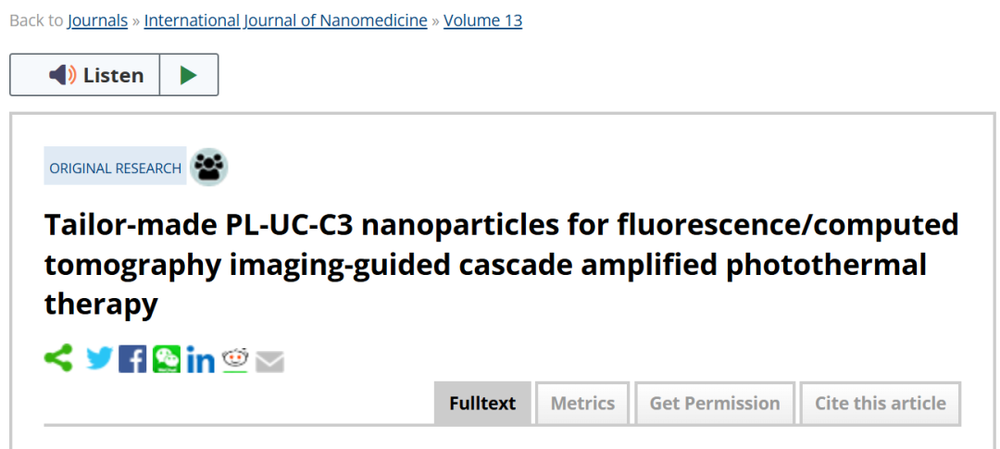 Back to Journals » International Journal of Nanomedicine » Volume 13
Listen
ORIGINAL RESEARCH
Tailor-made PL-UC-C3 nanoparticles for fluorescence/computed
tomography imaging-guided cascade amplified photothermal
therapy
in
Fulltext Metrics Get Permission Cite this article